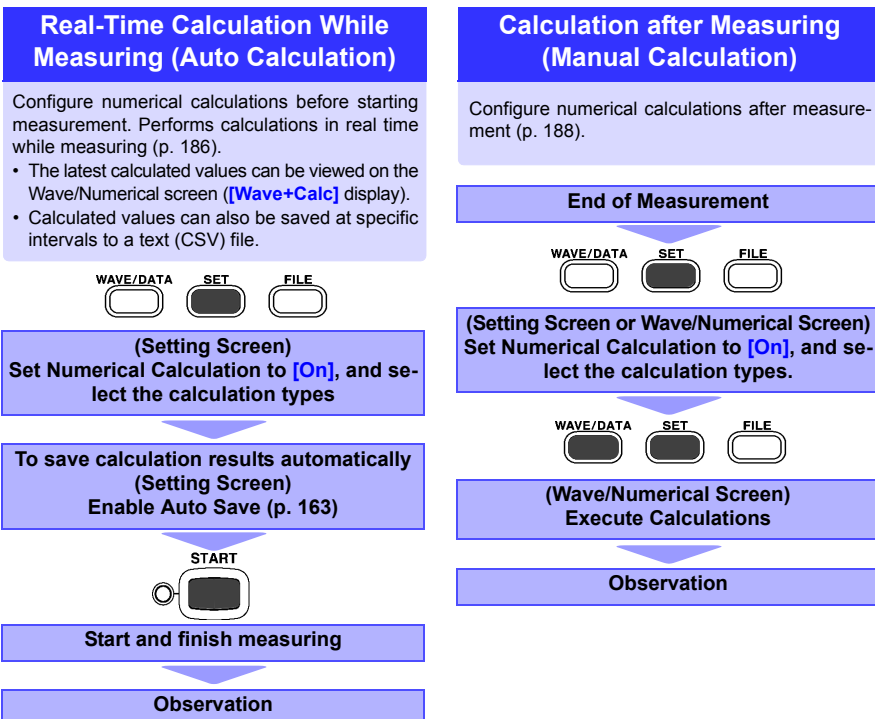 Real-Time Calculation While
Measuring (Auto Calculation)
Configure numerical calculations before starting
measurement. Performs calculations in real time
while measuring (p. 186).
• The latest calculated values can be viewed on the
Wave/Numerical screen ([Wave+Calc] display).
• Calculated values can also be saved at specific
intervals to a text (CSV) file.
WAVE/DATA SET FILE
(Setting Screen)
Set Numerical Calculation to [On], and se-
lect the calculation types
To save calculation results automatically
(Setting Screen)
Enable Auto Save (p. 163)
START
Start and finish measuring
Observation
Calculation after Measuring
(Manual Calculation)
Configure numerical calculations after measure-
ment (p. 188).
End of Measurement
WAVE/DATA SET FILE
(Setting Screen or Wave/Numerical Screen)
Set Numerical Calculation to [On], and se-
lect the calculation types.
WAVE/DATA SET FILE
(Wave/Numerical Screen)
Execute Calculations
Observation